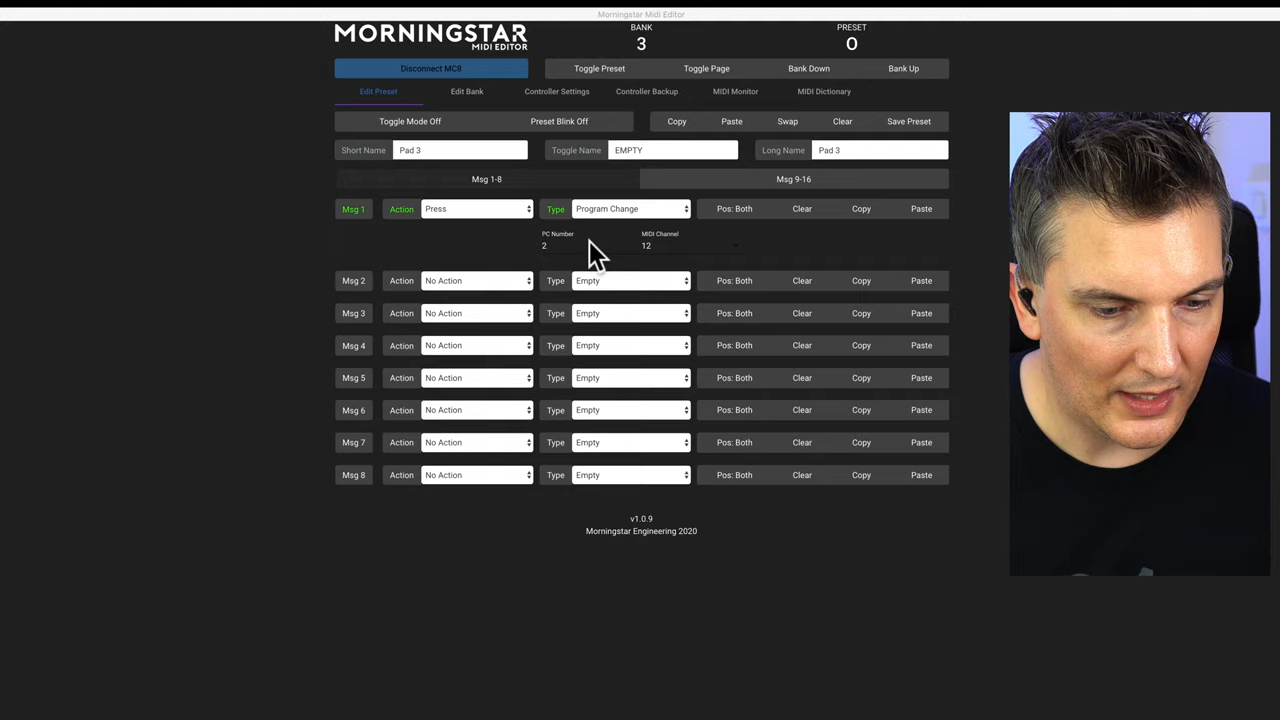 Morningstar Midi Editor
MORNINGSTAR
MIDI EDITOR
BANK
3
PRESET
0
Disconnect MC8
Toggle Preset
Toggle Page
Bank Down
Bank Up
Edit Preset
Edit Bank
Controller Settings
Controller Backup
MIDI Monitor
MIDI Dictionary
Toggle Mode Off
Preset Blink Off
Copy
Paste
Swap
Clear
Save Preset
Short Name Pad 3
Toggle Name EMPTY
Long Name Pad 3
Msg 1-8
Msg 9-16
Msg 1 Action Press Type Program Change Pos: Both Clear Copy Paste
PC Number
2
MIDI Channel
12
Msg 2 Action No Action Type Empty Pos: Both Clear Copy Paste
Msg 3 Action No Action Type Empty Pos: Both Clear Copy Paste
Msg 4 Action No Action Type Empty Pos: Both Clear Copy Paste
Msg 5 Action No Action Type Empty Pos: Both Clear Copy Paste
Msg 6 Action No Action Type Empty Pos: Both Clear Copy Paste
Msg 7 Action No Action Type Empty Pos: Both Clear Copy Paste
Msg 8 Action No Action Type Empty Pos: Both Clear Copy Paste
v1.0.9
Morningstar Engineering 2020